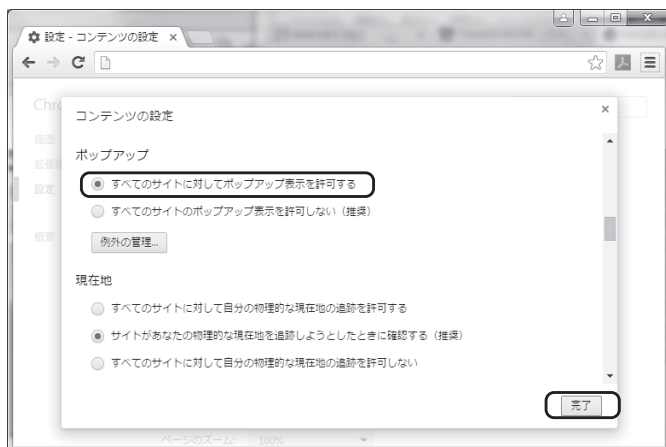 設定 - コンテンツの設定
Chro
コンテンツの設定
履歴
拡張
設定
概要
ポップアップ
すべてのサイトに対してポップアップ表示を許可する
すべてのサイトのポップアップ表示を許可しない（推奨）
例外の管理...
現在地
すべてのサイトに対して自分の物理的な現在地の追跡を許可する
サイトがあなたの物理的な現在地を追跡しようとしたときに確認する（推奨）
すべてのサイトに対して自分の物理的な現在地の追跡を許可しない
完了
ページのズーム: 100%